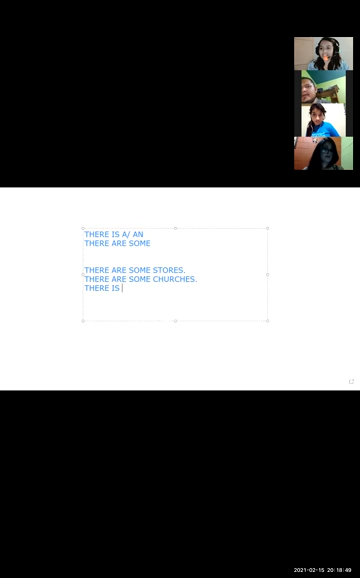 THERE IS A/ AN
THERE ARE SOME
THERE ARE SOME STORES.
THERE ARE SOME CHURCHES.
THERE IS
2021-02-15 20:18:49